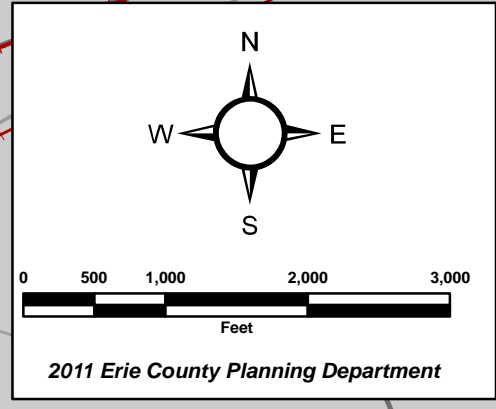 N
W E
S
0 500 1,000 2,000 3,000
Feet
2011 Erie County Planning Department